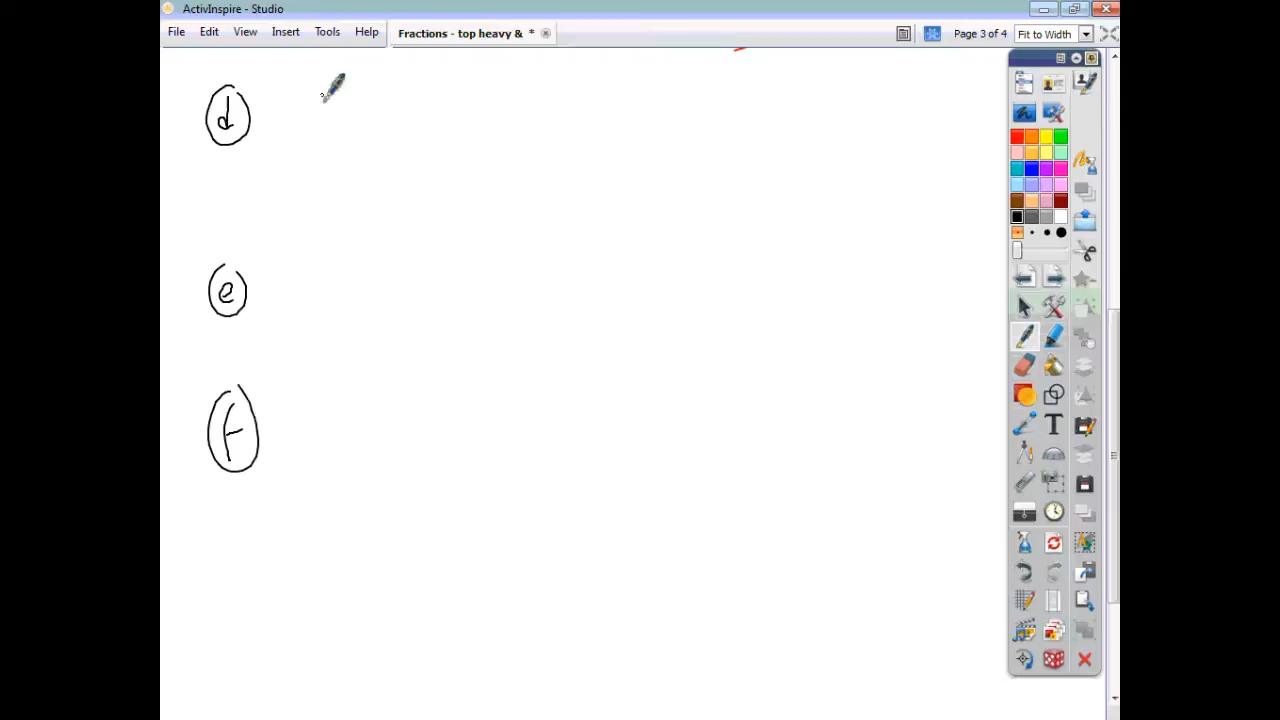 ActivInspire - Studio
File Edit View Insert Tools Help
Fractions - top heavy & *
Page 3 of 4
Fit to Width
d
e
f
T